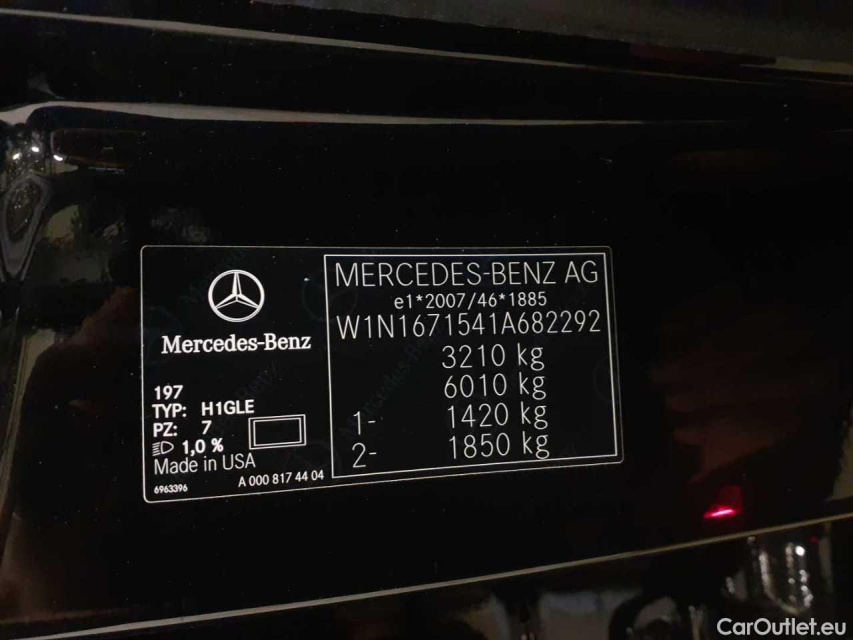 Mercedes-Benz
197
TYP: H1GLE
PZ: 7
1,0 %
Made in USA
6963396
A 000 817 44 04
MERCEDES-BENZ AG
e1*2007/46*1885
W1N1671541A682292
3210 kg
6010 kg
1- 1420 kg
2- 1850 kg
CarOutlet.eu